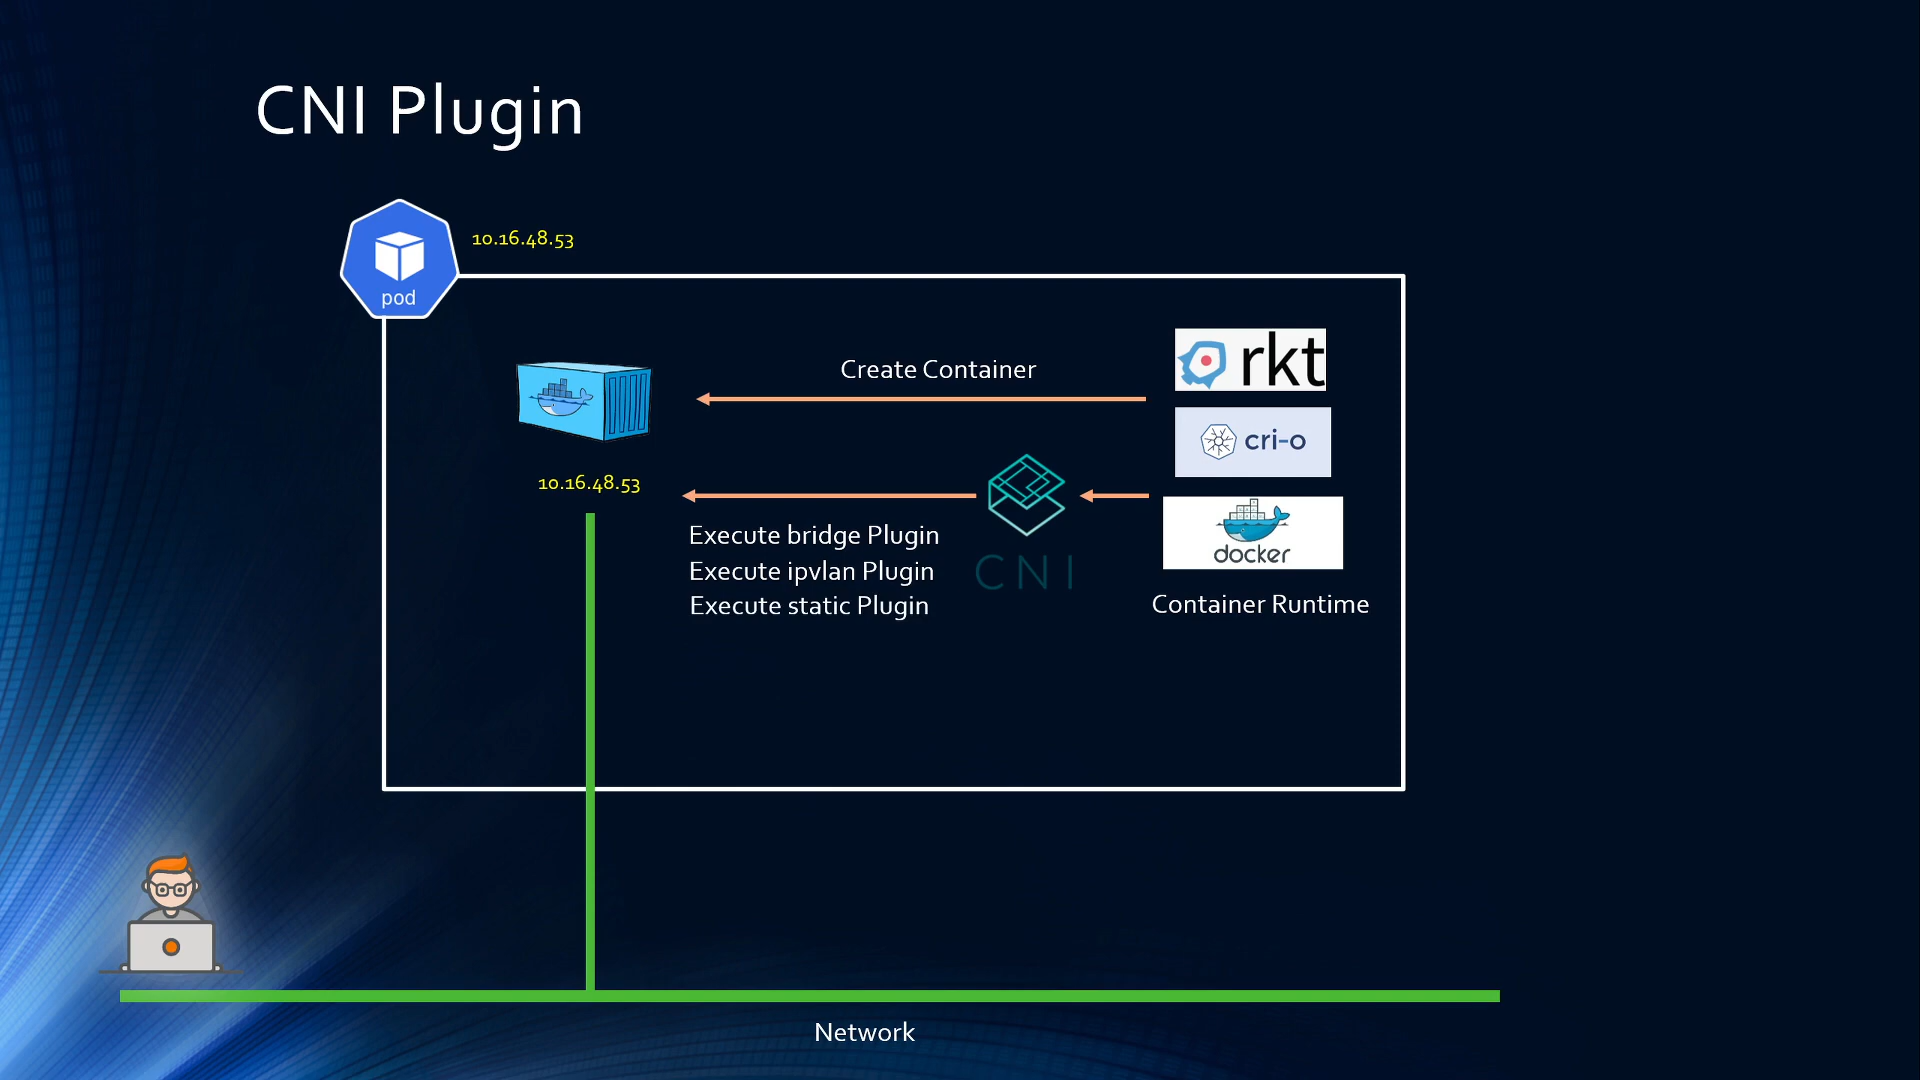 CNI Plugin
10.16.48.53
pod
Create Container
rkt
cri-o
10.16.48.53
docker
Execute bridge Plugin
Execute ipvlan Plugin
Execute static Plugin
CNI
Container Runtime
Network